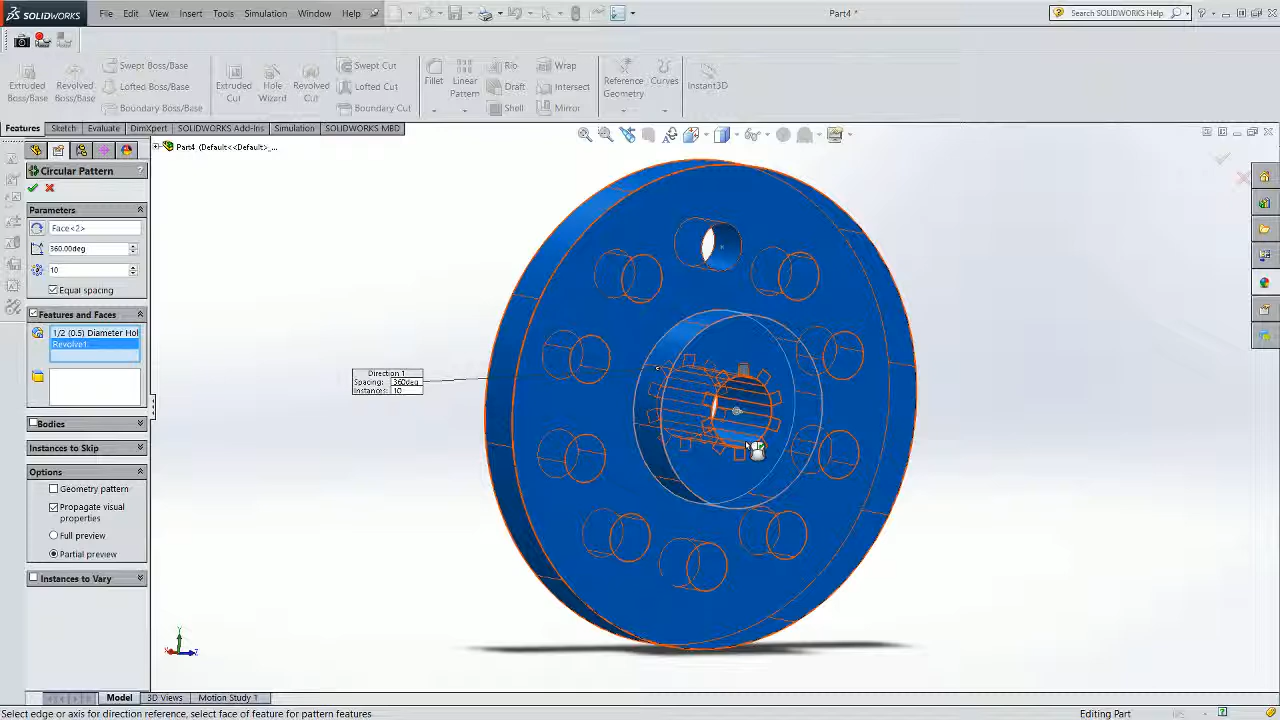 SOLIDWORKS File Edit View Insert Tools Simulation Window Help Part4 * Search SOLIDWORKS Help
Extruded Boss/Base
Revolved Boss/Base
Swept Boss/Base
Lofted Boss/Base
Boundary Boss/Base
Extruded Cut
Hole Wizard
Revolved Cut
Swept Cut
Lofted Cut
Boundary Cut
Fillet
Linear Pattern
Rib
Draft
Shell
Wrap
Intersect
Mirror
Reference Geometry
Curves
Instant3D
Features Sketch Evaluate DimXpert SOLIDWORKS Add-Ins Simulation SOLIDWORKS MBD
Part4 (Default<<Default>_...
Circular Pattern
Parameters
Face<2>
360.00deg
10
Equal spacing
Features and Faces
1/2 (0.5) Diameter Hol
Revolve1
Bodies
Instances to Skip
Options
Geometry pattern
Propagate visual
properties
Full preview
Partial preview
Instances to Vary
Direction 1
Spacing: 360deg
Instances: 10
Y
Z
Model 3D Views Motion Study 1
Select edge or axis for direction reference, select face of feature for pattern features Editing Part